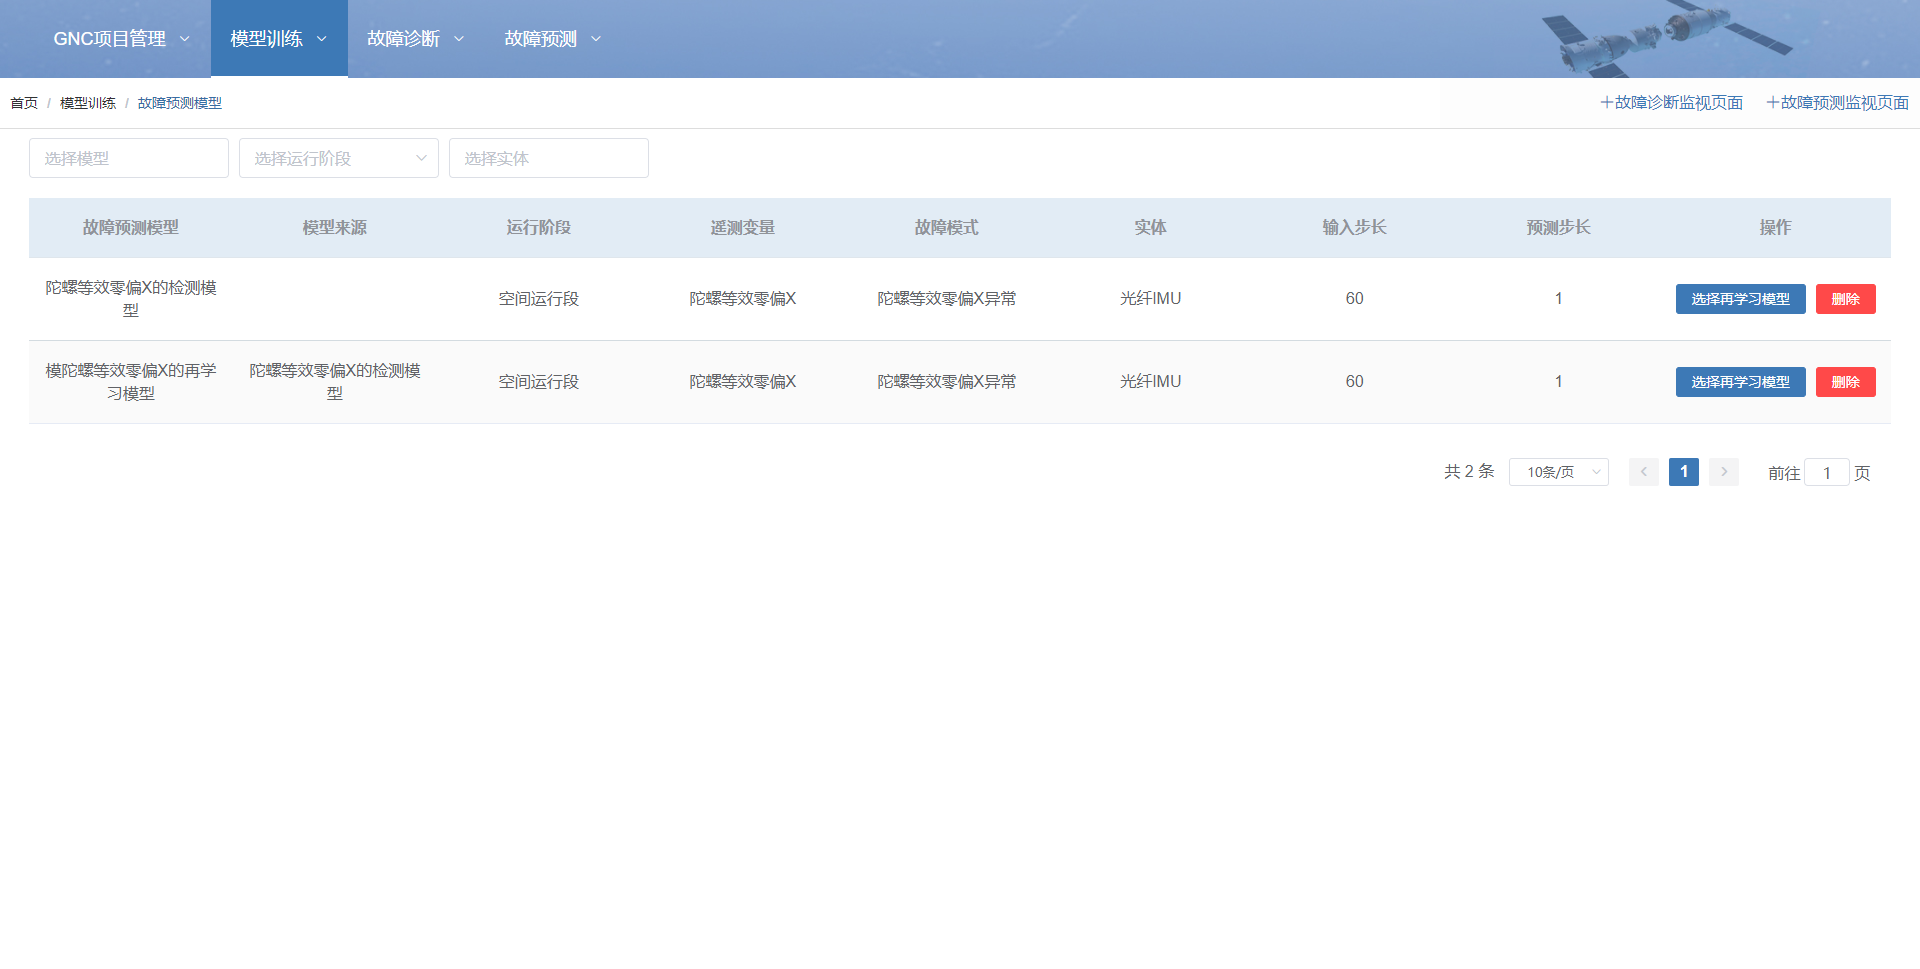 GNC项目管理 模型训练 故障诊断 故障预测
首页 / 模型训练 / 故障预测模型 +故障诊断监视页面 +故障预测监视页面
选择模型 选择运行阶段 选择实体
故障预测模型 模型来源 运行阶段 遥测变量 故障模式 实体 输入步长 预测步长 操作
陀螺等效零偏X的检测模
型 空间运行段 陀螺等效零偏X 陀螺等效零偏X异常 光纤IMU 60 1 选择再学习模型 删除
模陀螺等效零偏X的再学 陀螺等效零偏X的检测模
习模型 型 空间运行段 陀螺等效零偏X 陀螺等效零偏X异常 光纤IMU 60 1 选择再学习模型 删除
共 2 条 10条/页 1 前往 1 页